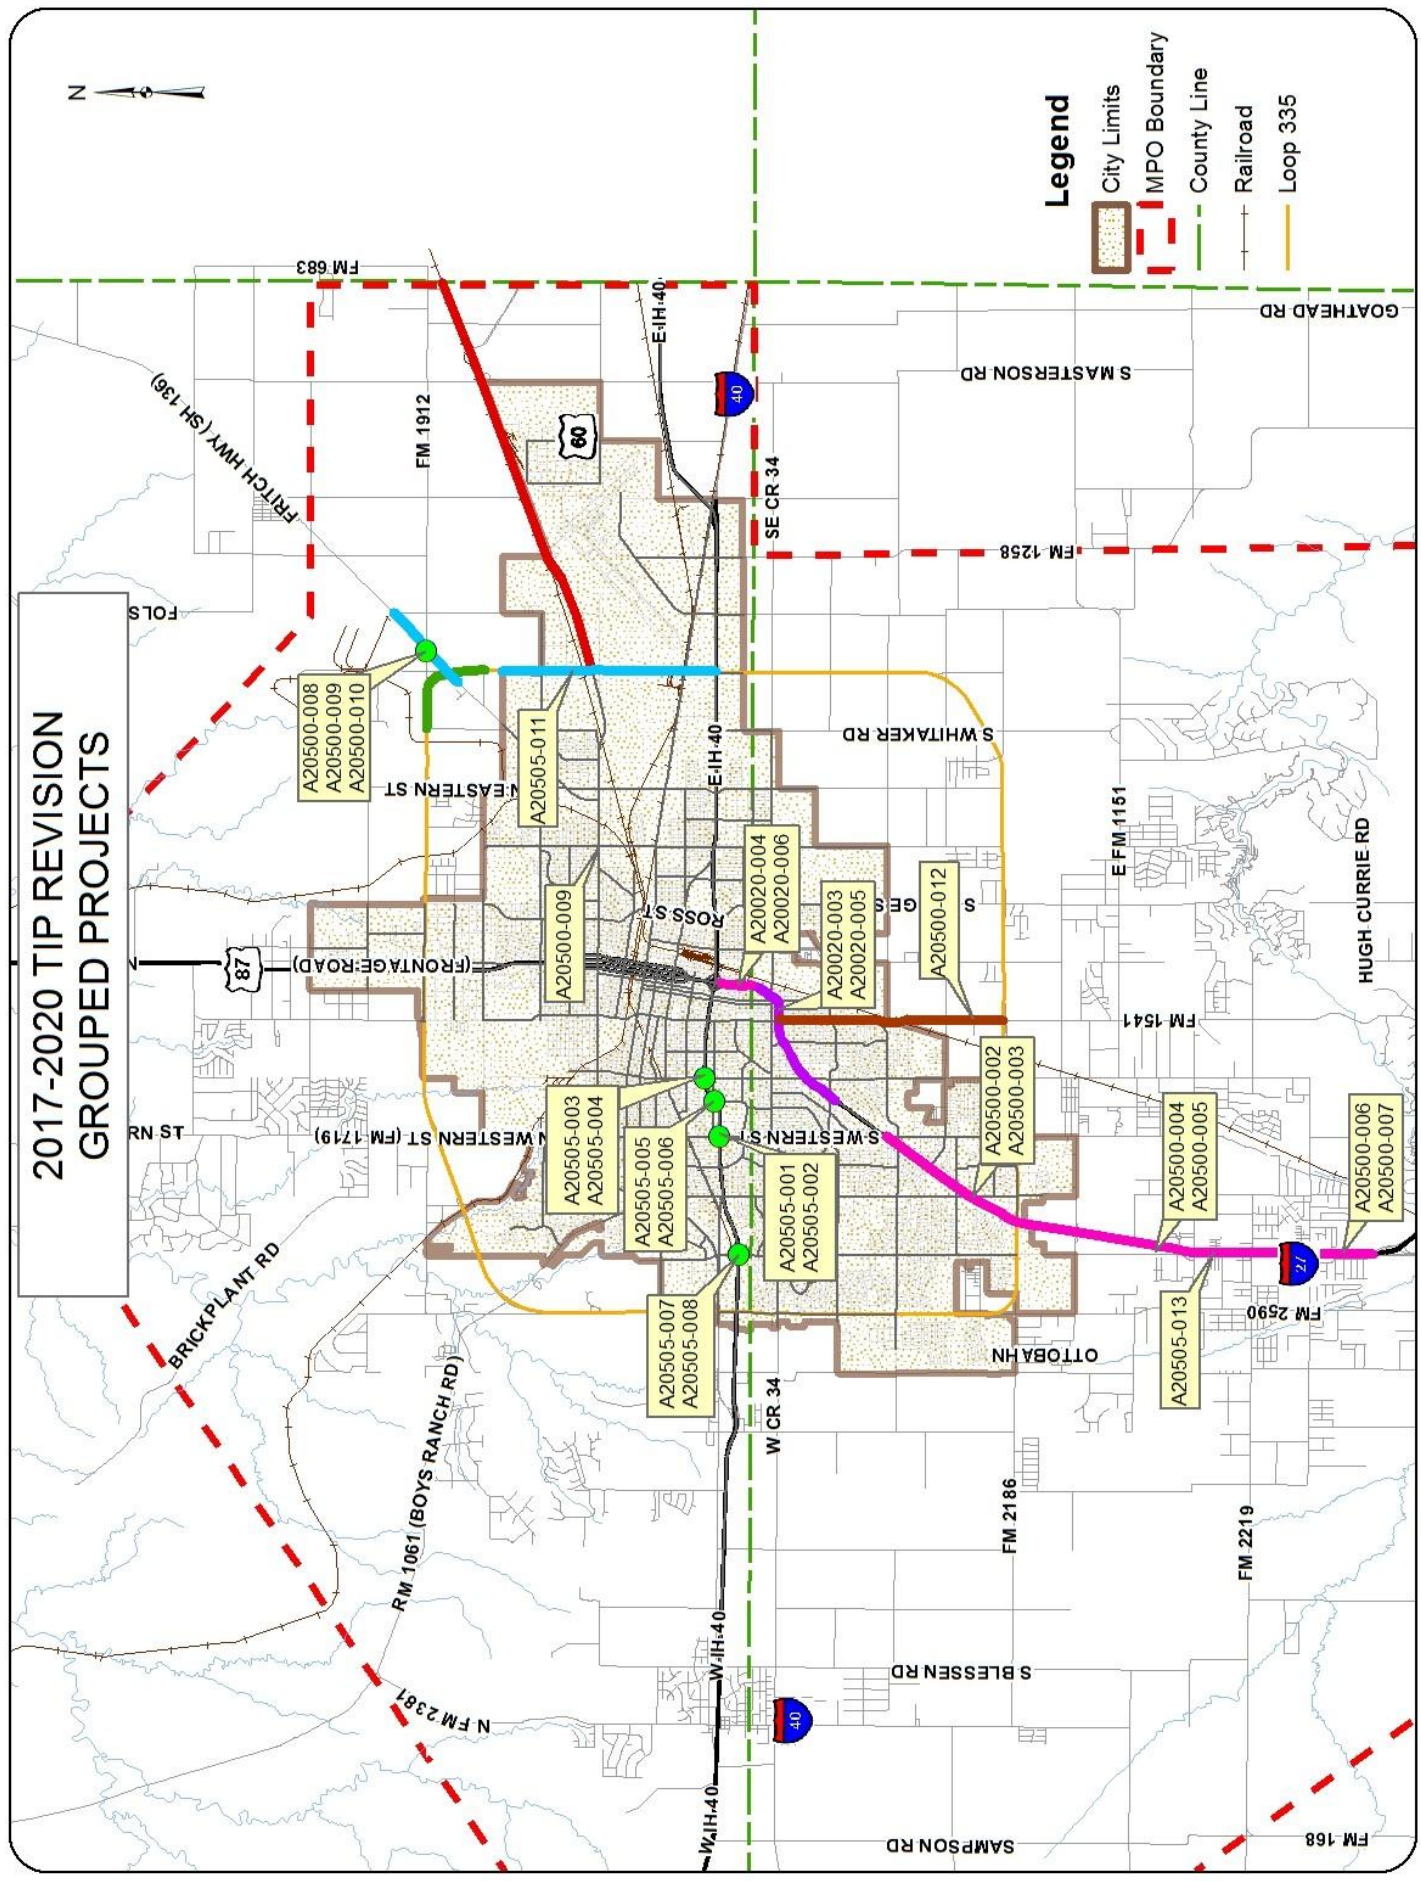 2017-2020 TIP REVISION
GROUPED PROJECTS
N
Legend
City Limits
MPO Boundary
County Line
Railroad
Loop 335
FM 683
FRITCH HWY (SH 136)
FM 1912
FOLS
60
E IH 40
40
SE CR 34
S MASTERSON RD
GOATHEAD RD
FM 1258
A20500-008
A20500-009
A20500-010
N EASTERN ST
A20505-011
E IH 40
S WHITAKER RD
E FM 1151
HUGH CURRIE RD
N
87
(FRONTAGE ROAD)
A20500-009
ROSS ST
A20020-004
A20020-006
A20020-003
A20020-005
S
GES
A20500-012
FM 1541
RN ST
N WESTERN ST (FM 1719)
A20505-003
A20505-004
A20505-005
A20505-006
S WESTERN ST
A20505-001
A20505-002
A20500-002
A20500-003
A20500-004
A20500-005
A20500-006
A20500-007
27
BRICKPLANT RD
A20505-007
A20505-008
A20505-013
FM 2590
OTTOBAHN
RM 1061 (BOYS RANCH RD)
W CR 34
FM 2186
FM 2219
N FM 2381
W IH 40
40
S BLESSEN RD
W IH 40
SAMPSON RD
FM 168